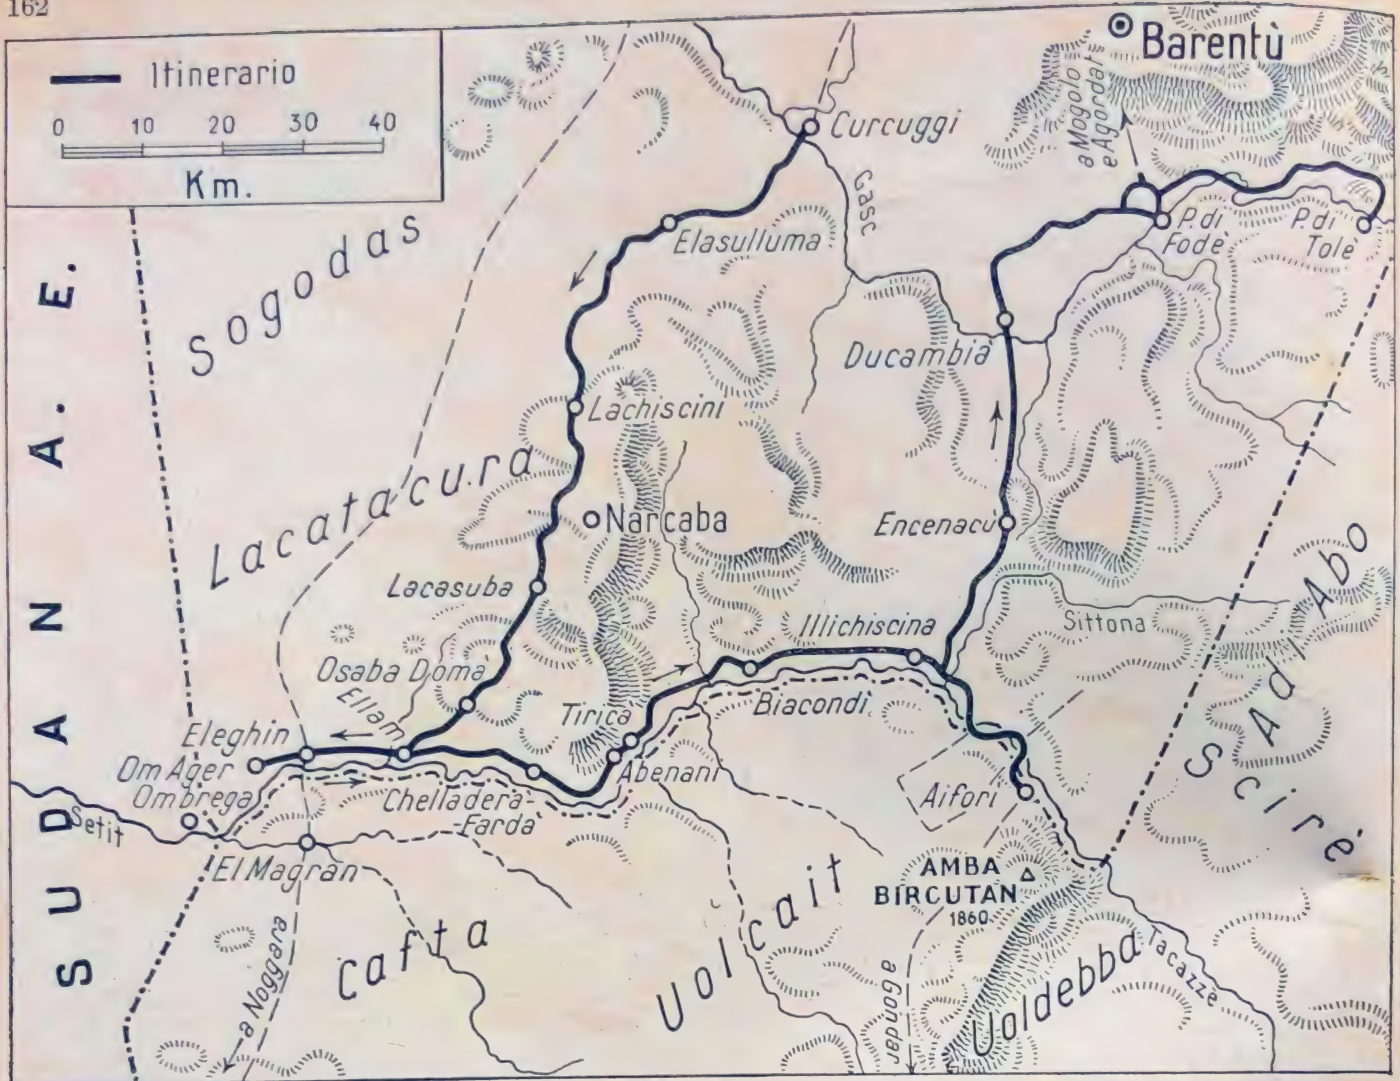 162
Itinerario
0 10 20 30 40
Km.
Barentù
a Mogolo
e Agordat
Curcuggi
Gasc
P. di
Fode
P. di
Tolè
Elasulluma
Sogodas
SUDAN A. E.
Ducambia
Lachiscini
Lacatacura
Narcaba
Encenacu
Lacasuba
Illichiscina
Sittona
Adi Abo
Scirè
Osaba Doma
Ellam
Tirica
Biacondi
Eleghin
Om Ager
Ombrega
Abenani
Chelladera-
-Farda
Aifori
Setit
El Magran
AMBA
BIRCUTAN
1860
a Noggara
Cafta
Uolcait
a Gondar
Uoldebba
Tacazzè